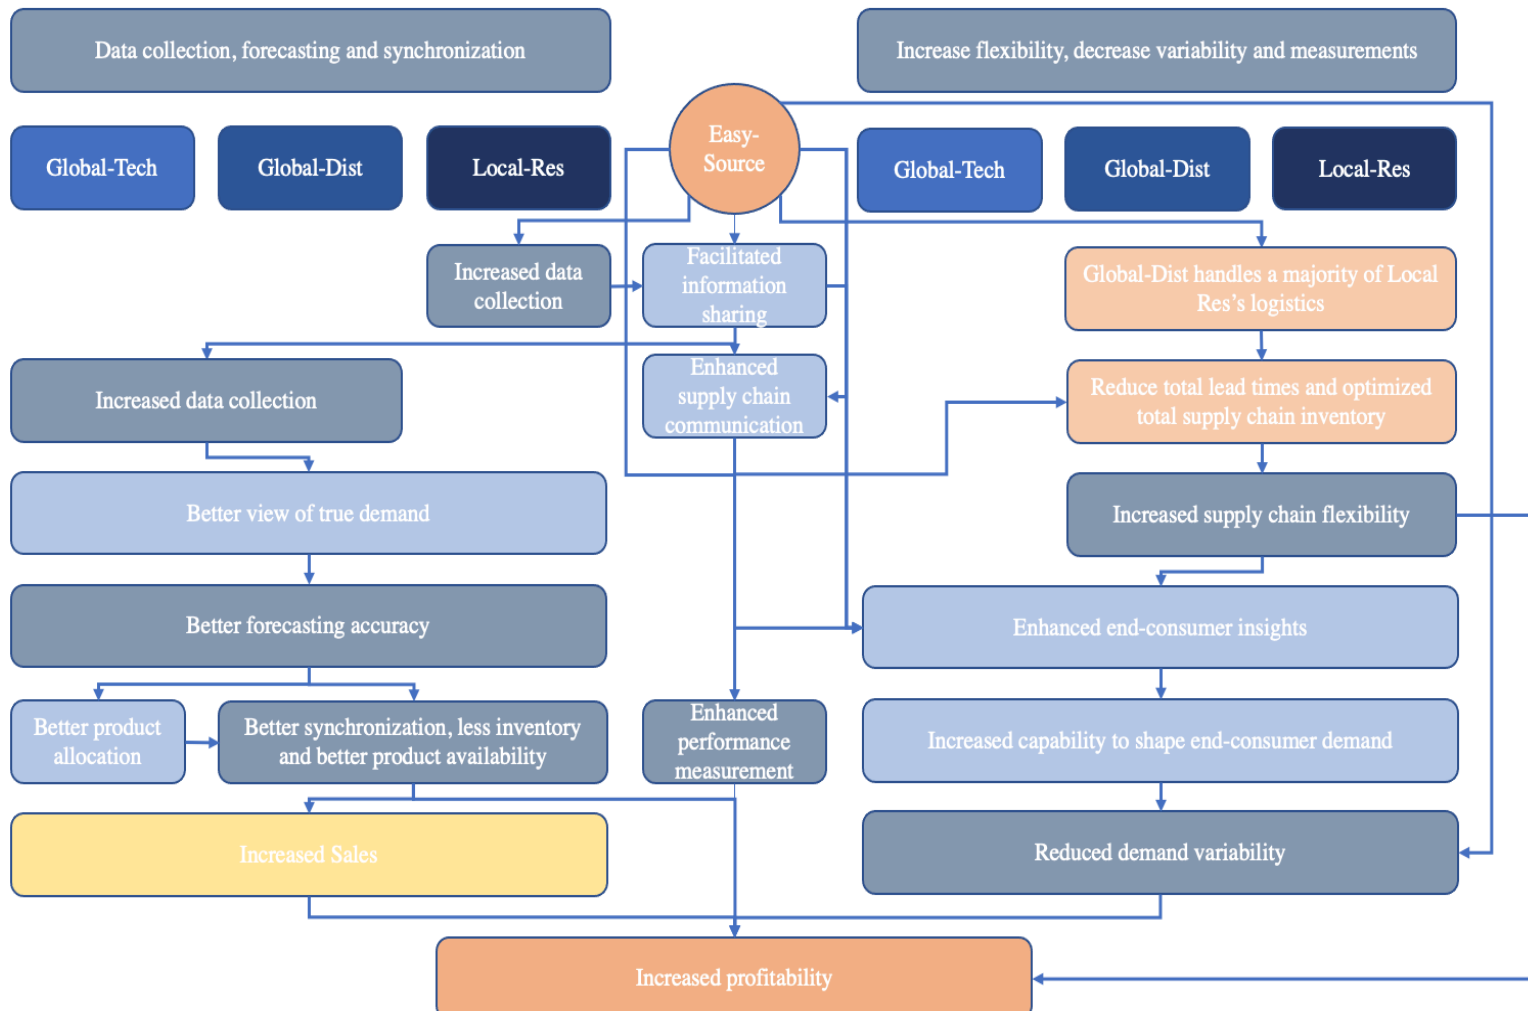 Data collection, forecasting and synchronization
Increase flexibility, decrease variability and measurements
Easy-
Source
Global-Tech
Global-Dist
Local-Res
Global-Tech
Global-Dist
Local-Res
Increased data
collection
Facilitated
information
sharing
Global-Dist handles a majority of Local
Res’s logistics
Increased data collection
Enhanced
supply chain
communication
Reduce total lead times and optimized
total supply chain inventory
Better view of true demand
Increased supply chain flexibility
Better forecasting accuracy
Enhanced end-consumer insights
Better product
allocation
Better synchronization, less inventory
and better product availability
Enhanced
performance
measurement
Increased capability to shape end-consumer demand
Increased Sales
Reduced demand variability
Increased profitability